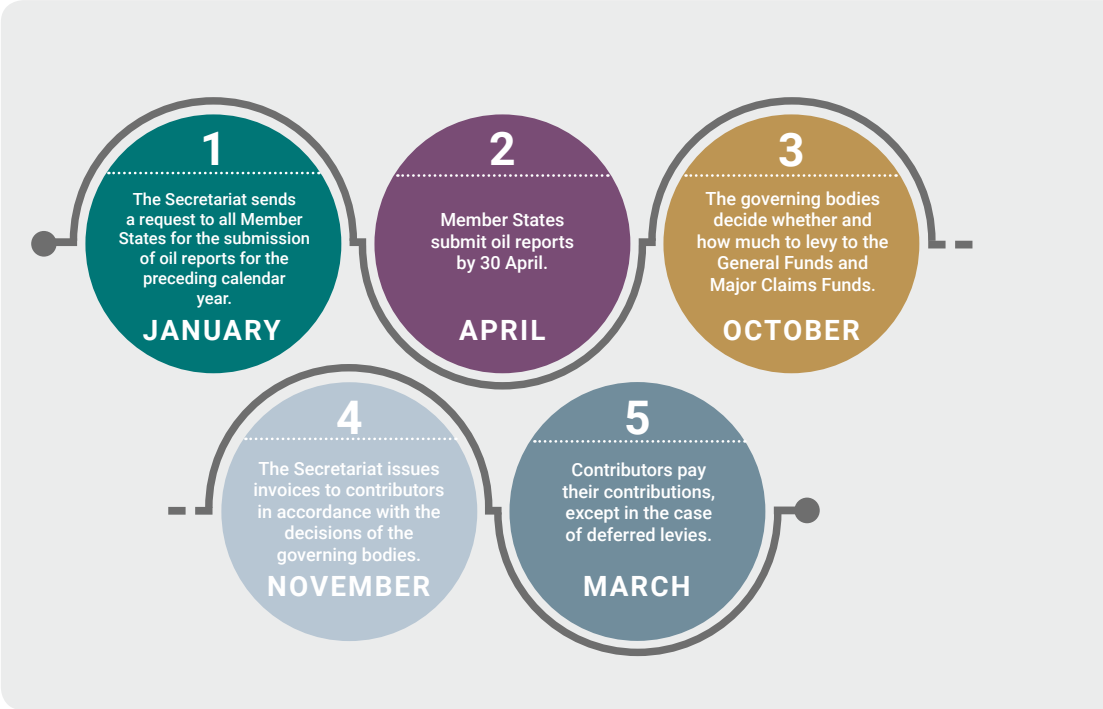 1
The Secretariat sends
a request to all Member
States for the submission
of oil reports for the
preceding calendar
year.
JANUARY
2
Member States
submit oil reports
by 30 April.
APRIL
3
The governing bodies
decide whether and
how much to levy to the
General Funds and
Major Claims Funds.
OCTOBER
4
The Secretariat issues
invoices to contributors
in accordance with the
decisions of the
governing bodies.
NOVEMBER
5
Contributors pay
their contributions,
except in the case
of deferred levies.
MARCH